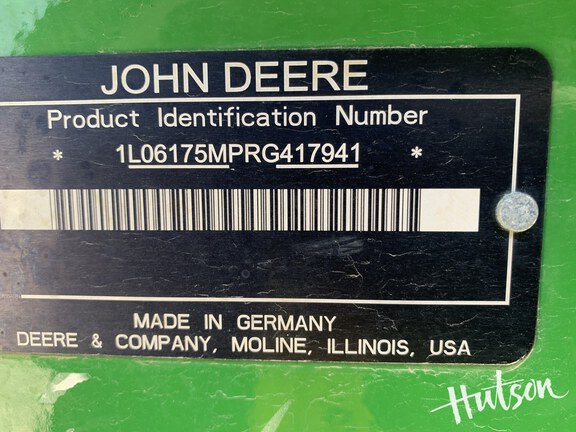 JOHN DEERE
Product Identification Number
* 1L06175MPRG417941 *
MADE IN GERMANY
DEERE & COMPANY, MOLINE, ILLINOIS, USA
Hutson